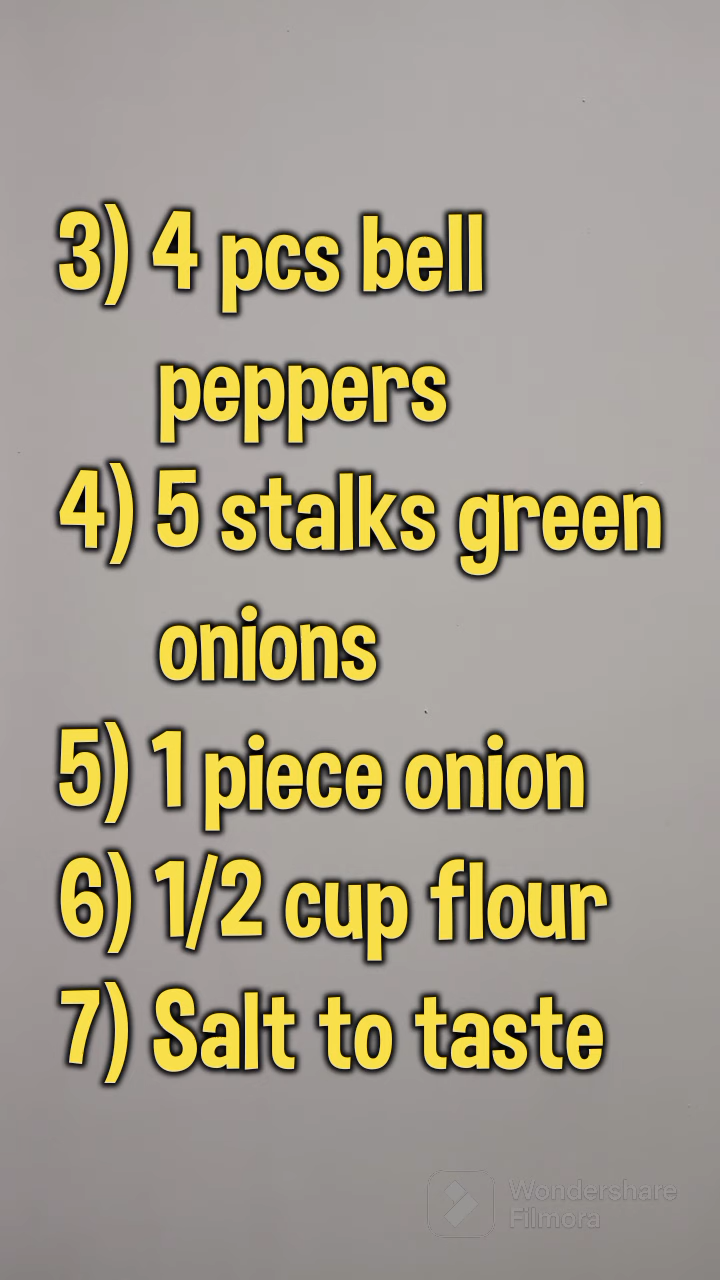 3) 4 pcs bell
peppers
4) 5 stalks green
onions
5) 1 piece onion
6) 1/2 cup flour
7) Salt to taste
Wondershare
Filmora